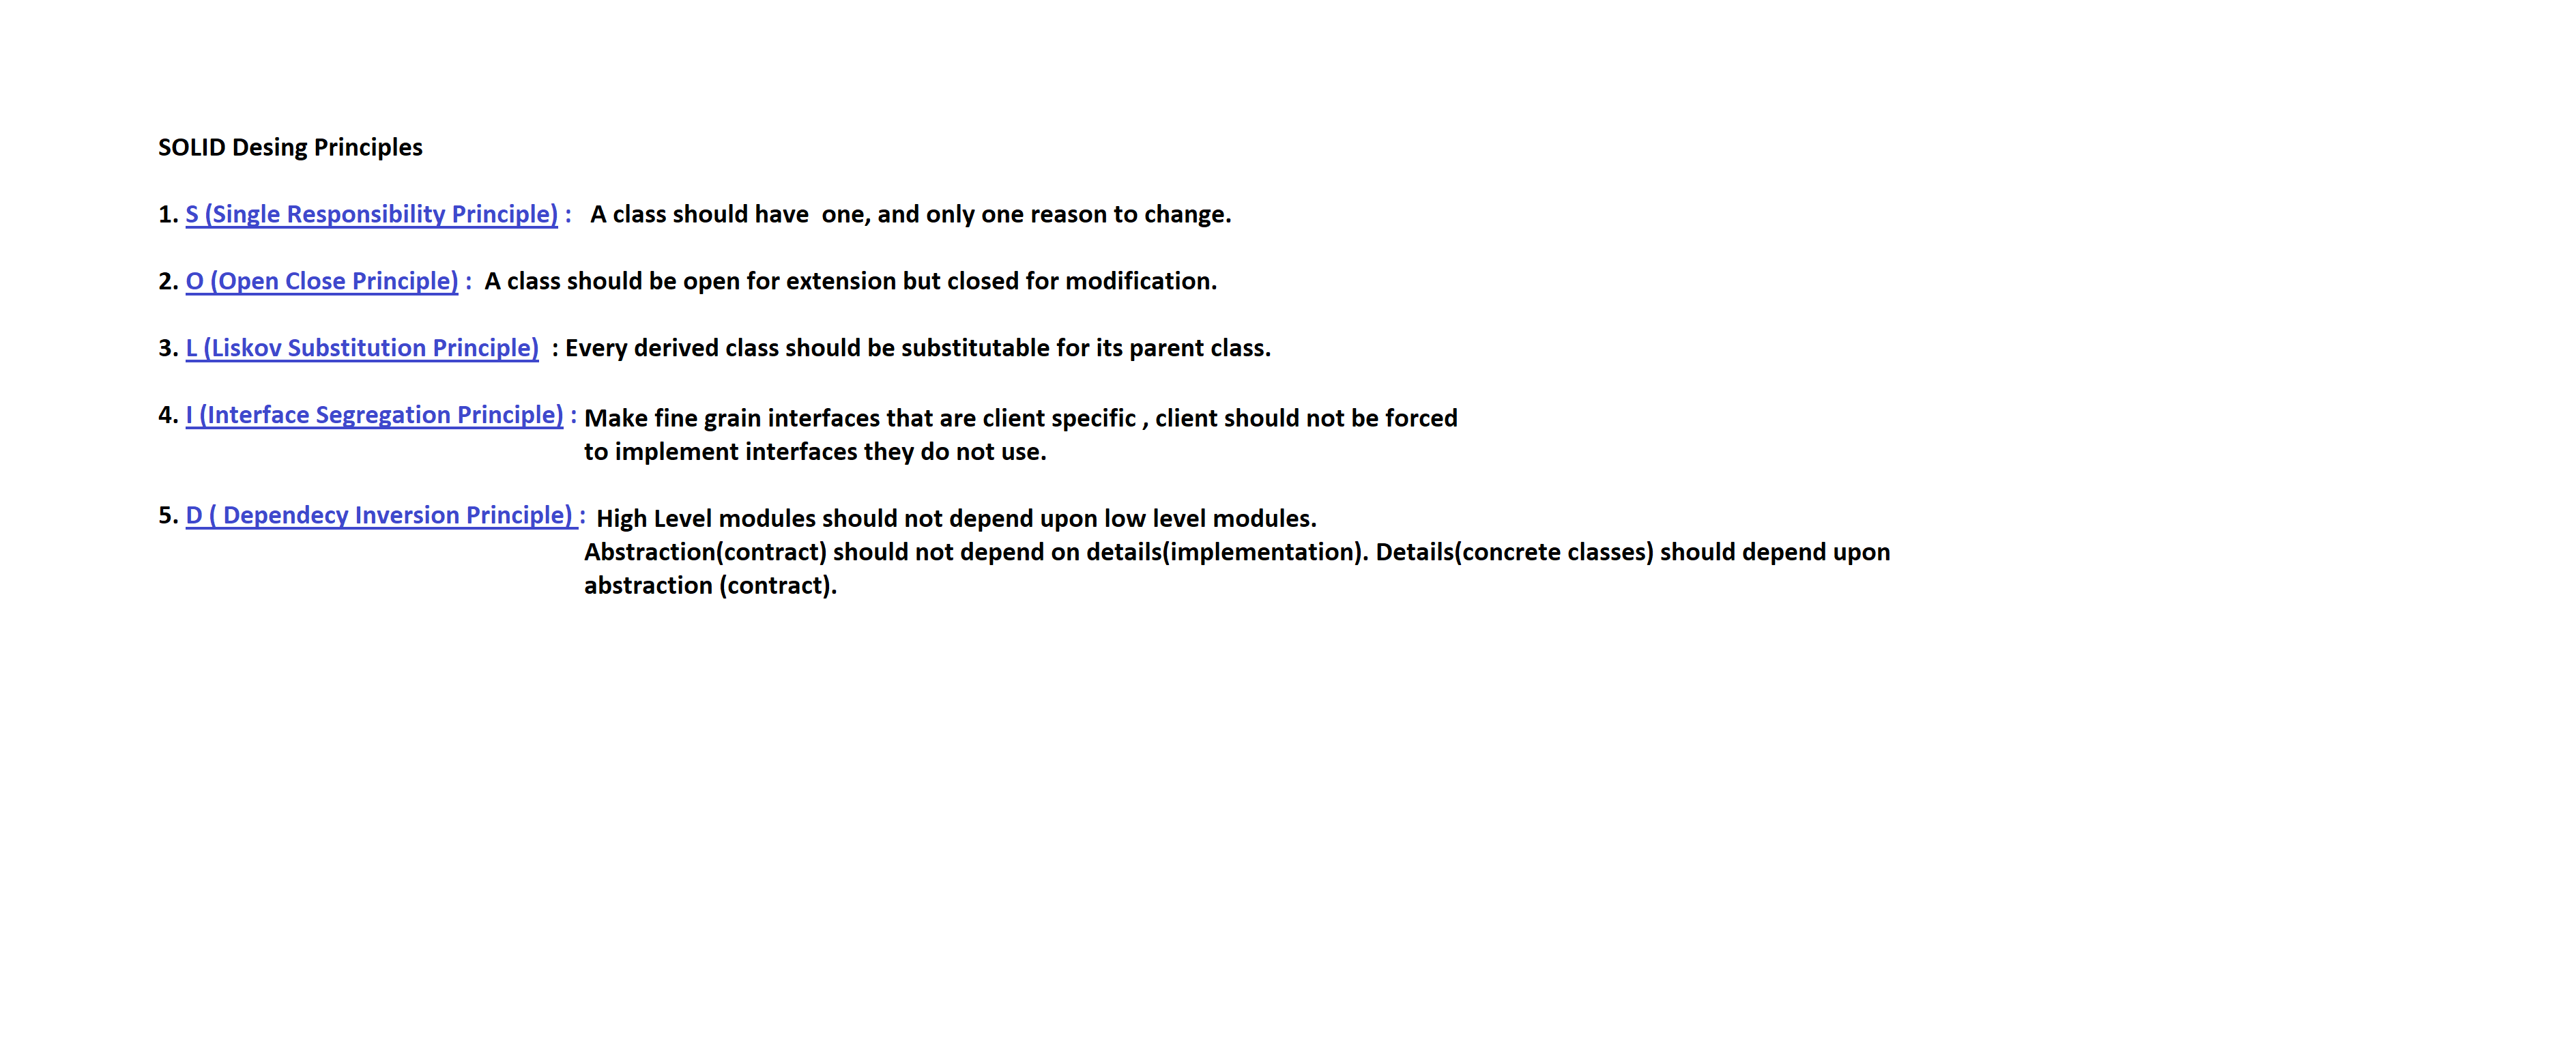 SOLID Desing Principles
1. S (Single Responsibility Principle) : A class should have one, and only one reason to change.
2. O (Open Close Principle) : A class should be open for extension but closed for modification.
3. L (Liskov Substitution Principle) : Every derived class should be substitutable for its parent class.
4. I (Interface Segregation Principle) : Make fine grain interfaces that are client specific , client should not be forced
to implement interfaces they do not use.
5. D ( Dependecy Inversion Principle) : High Level modules should not depend upon low level modules.
Abstraction(contract) should not depend on details(implementation). Details(concrete classes) should depend upon
abstraction (contract).